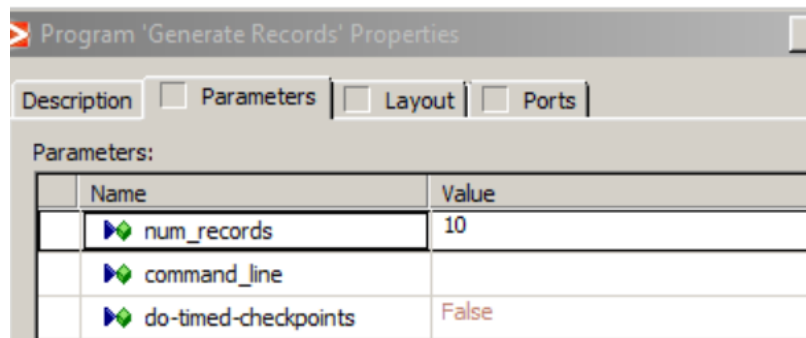 Program 'Generate Records' Properties
Description Parameters Layout Ports
Parameters:
Name Value
num_records 10
command_line
do-timed-checkpoints False